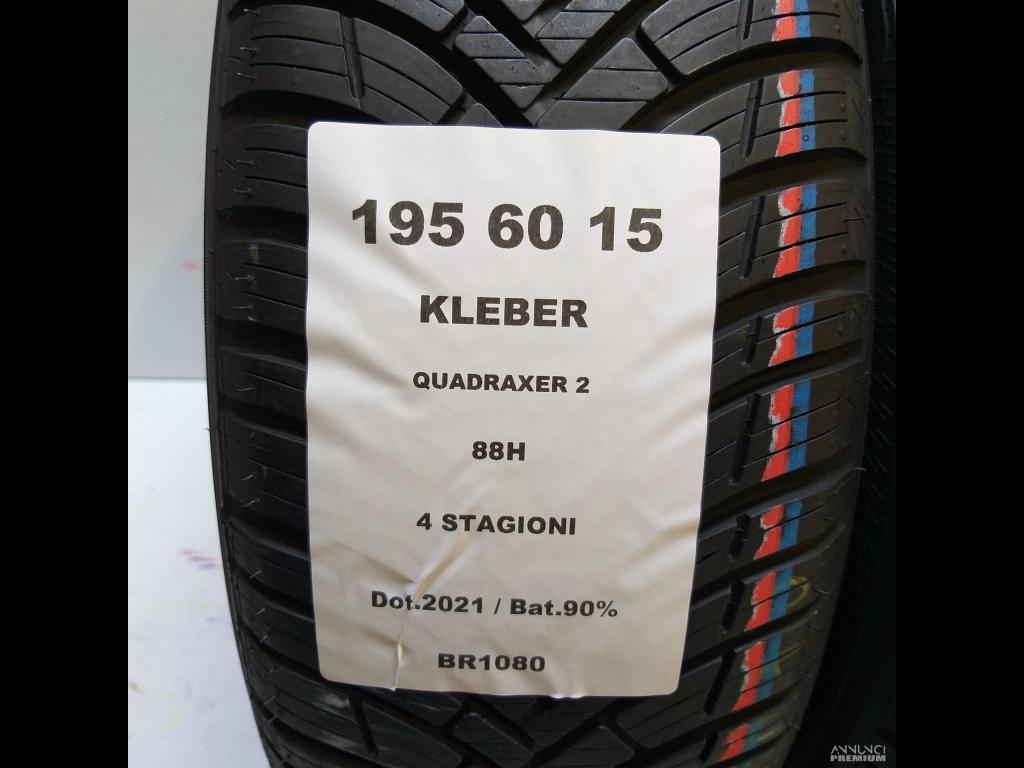 195 60 15
KLEBER
QUADRAXER 2
88H
4 STAGIONI
Dot.2021 / Bat.90%
BR1080
ANNUNCI
PREMIUM